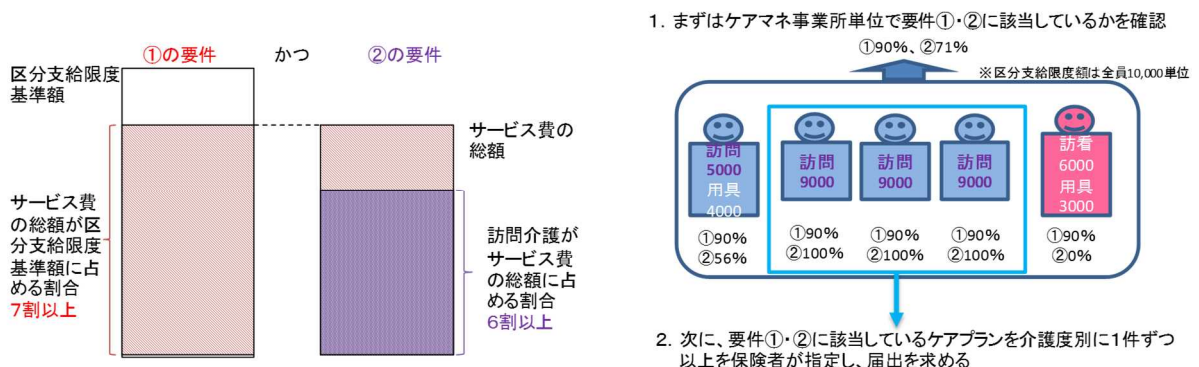 ①の要件
かつ
②の要件
区分支給限度
基準額
サービス費の
総額
サービス費
の総額が区
分支給限度
基準額に占
める割合
7割以上
訪問介護が
サービス費
の総額に占
める割合
6割以上
1. まずはケアマネ事業所単位で要件①・②に該当しているかを確認
①90%、②71%
※区分支給限度額は全員10,000単位
訪問
5000
用具
4000
訪問
9000
訪問
9000
訪問
9000
訪看
6000
用具
3000
①90%
②56%
①90%
②100%
①90%
②100%
①90%
②100%
①90%
②0%
2. 次に、要件①・②に該当しているケアプランを介護度別に1件ずつ
以上を保険者が指定し、届出を求める